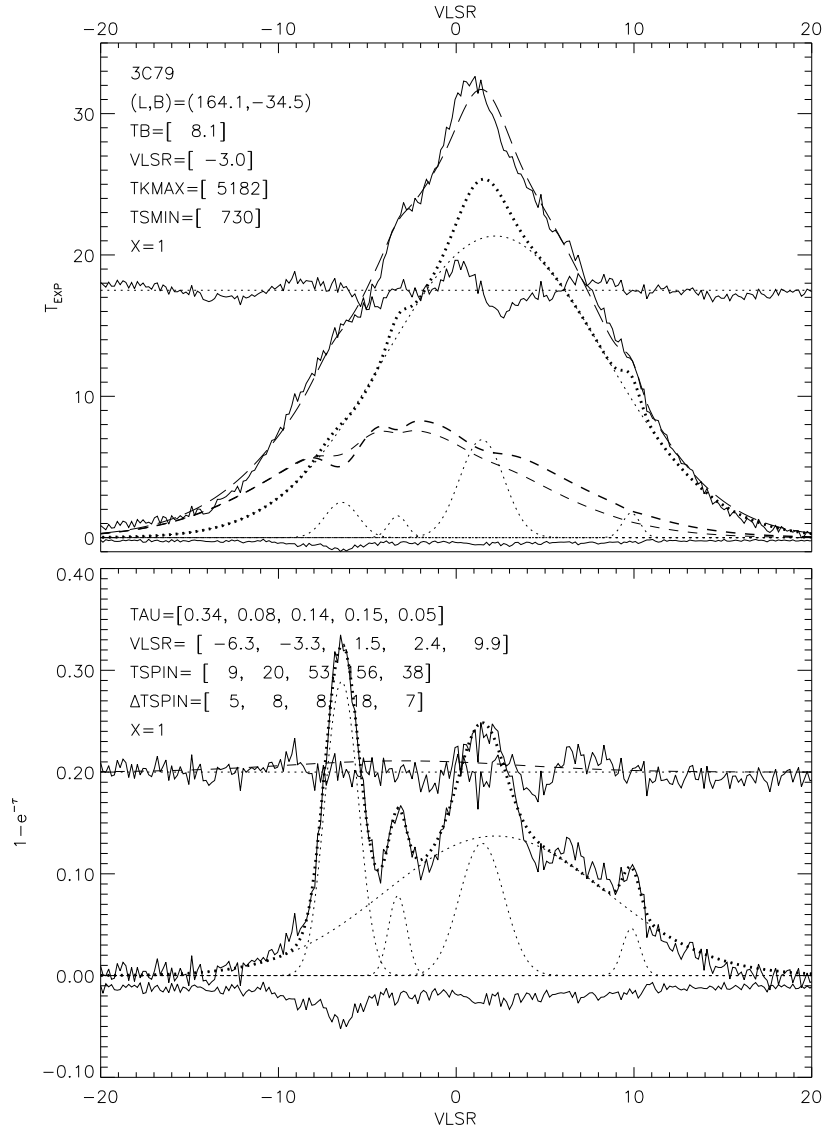 VLSR
-20 -10 0 10 20
3C79
(L,B)=(164.1,-34.5)
TB=[ 8.1]
VLSR=[ -3.0]
TKMAX=[ 5182]
TSMIN=[ 730]
X=1
30
20
10
0
T_EXP
0.40
0.30
0.20
0.10
0.00
-0.10
1-e^-τ
TAU=[0.34, 0.08, 0.14, 0.15, 0.05]
VLSR= [ -6.3, -3.3, 1.5, 2.4, 9.9]
TSPIN= [ 9, 20, 53, 156, 38]
ΔTSPIN=[ 5, 8, 8, 18, 7]
X=1
-20 -10 0 10 20
VLSR